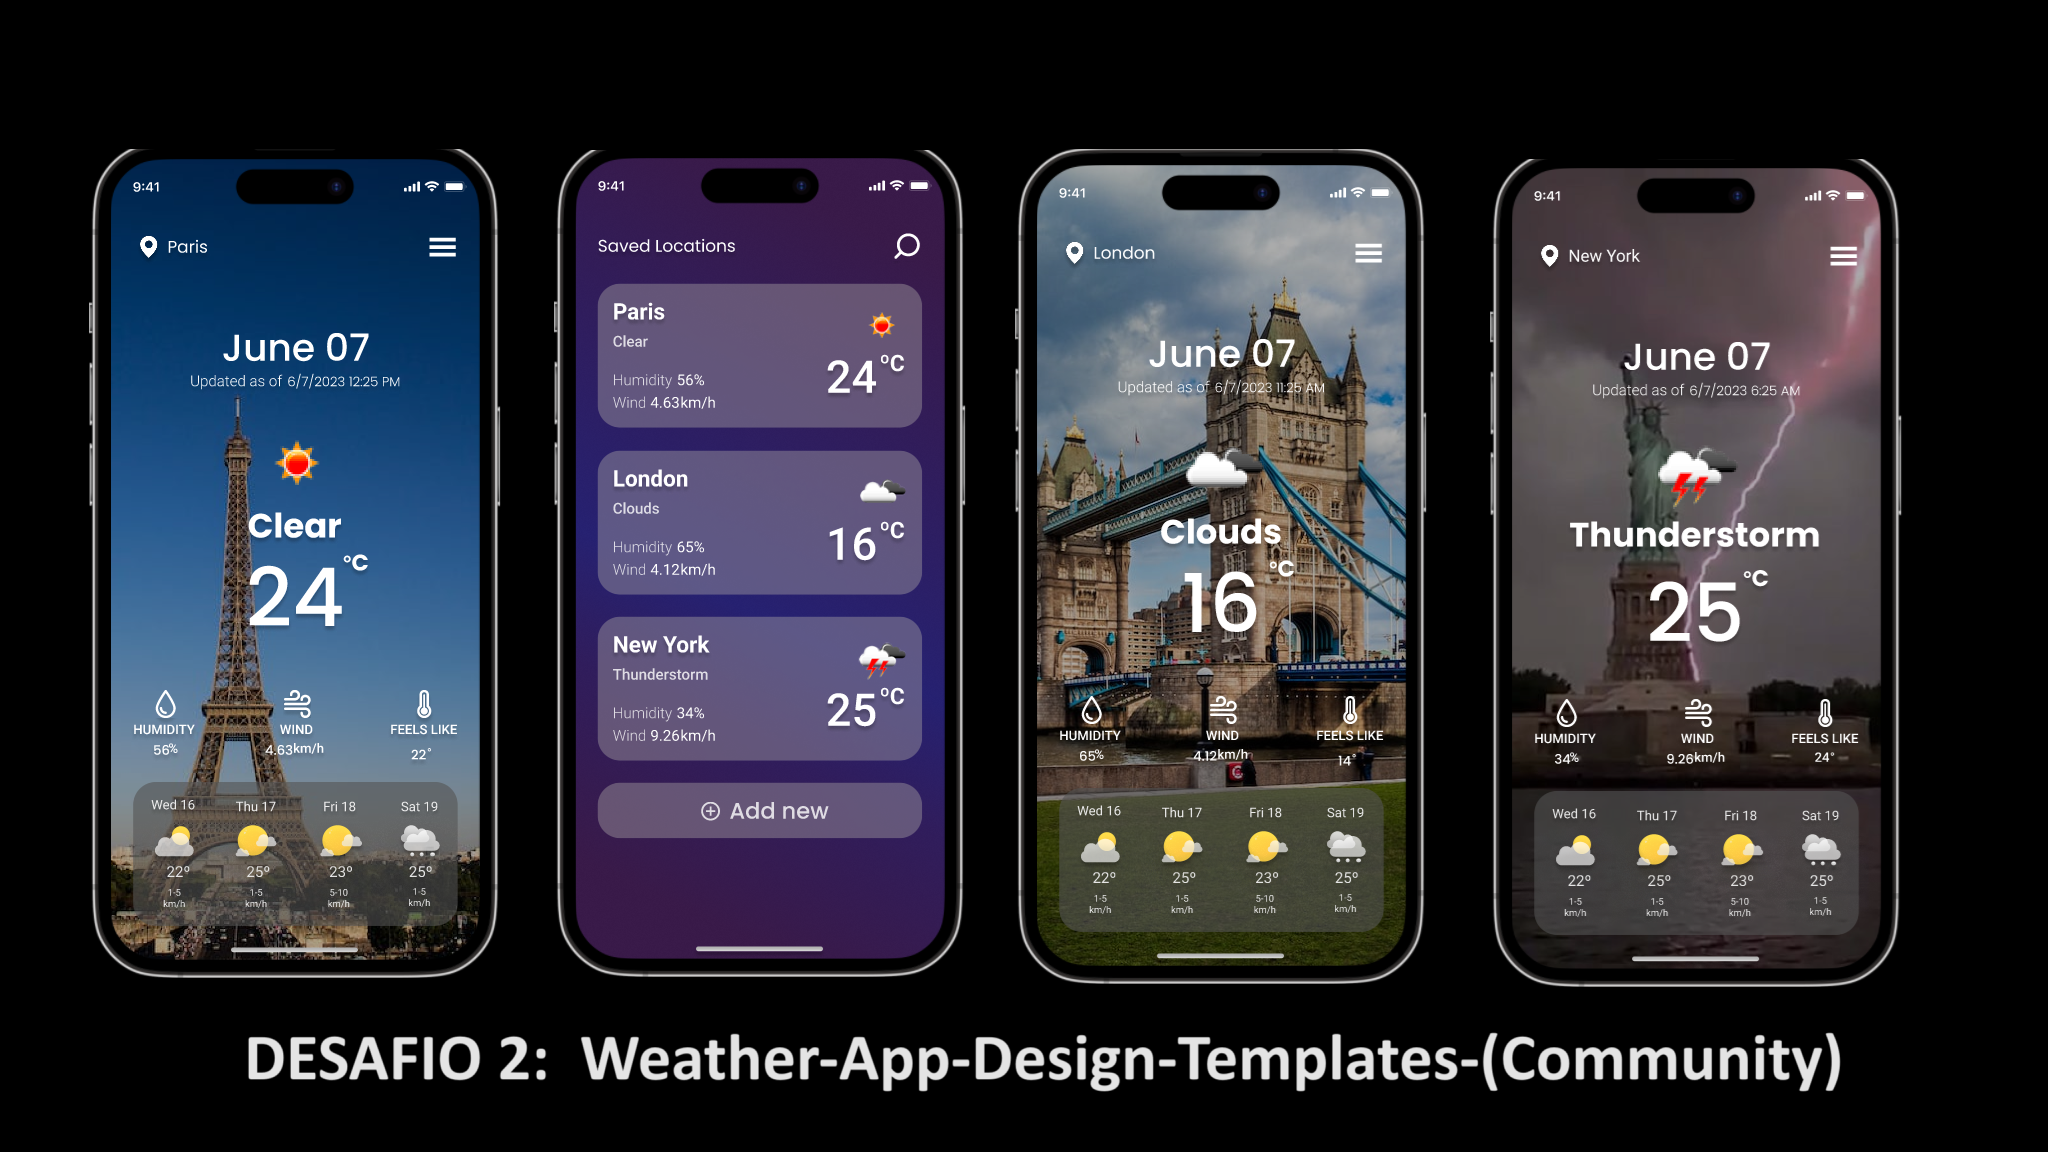 9:41
Paris
June 07
Updated as of 6/7/2023 12:25 PM
Clear
24 °C
HUMIDITY WIND FEELS LIKE
56% 4.63km/h 22°
Wed 16 Thu 17 Fri 18 Sat 19
22° 25° 23° 25°
1-5 1-5 5-10 1-5
km/h km/h km/h km/h
9:41
Saved Locations
Paris
Clear
24 °C
Humidity 56%
Wind 4.63km/h
London
Clouds
16 °C
Humidity 65%
Wind 4.12km/h
New York
Thunderstorm
25 °C
Humidity 34%
Wind 9.26km/h
Add new
9:41
London
June 07
Updated as of 6/7/2023 11:25 AM
Clouds
16 °C
HUMIDITY WIND FEELS LIKE
65% 4.12km/h 14°
Wed 16 Thu 17 Fri 18 Sat 19
22° 25° 23° 25°
1-5 1-5 5-10 1-5
km/h km/h km/h km/h
9:41
New York
June 07
Updated as of 6/7/2023 6:25 AM
Thunderstorm
25 °C
HUMIDITY WIND FEELS LIKE
34% 9.26km/h 24°
Wed 16 Thu 17 Fri 18 Sat 19
22° 25° 23° 25°
1-5 1-5 5-10 1-5
km/h km/h km/h km/h
DESAFIO 2: Weather-App-Design-Templates-(Community)